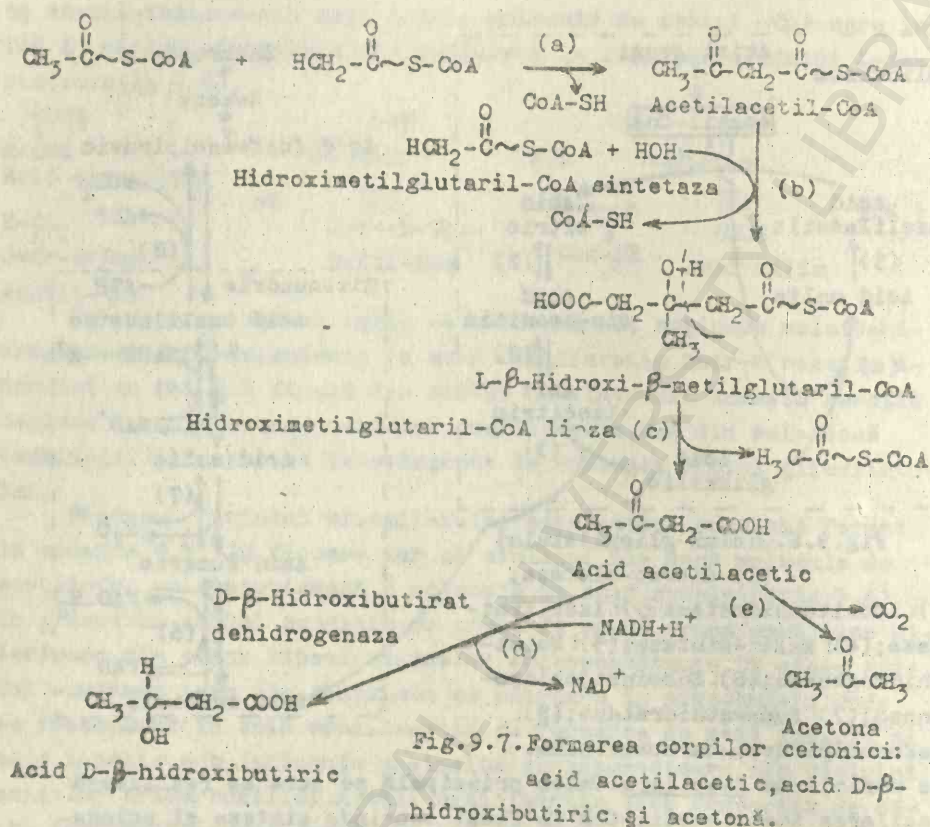 CH₃-C~S-CoA + HCH₂-C~S-CoA (a) CH₃-C-CH₂-C~S-CoA
O O O O
CoA-SH Acetilacetil-CoA
O
HCH₂-C~S-CoA + HOH
Hidroximetilglutaril-CoA sintetaza (b)
CoA-SH
O-H O
HOOC-CH₂-C-CH₂-C~S-CoA
CH₃
L-β-Hidroxi-β-metilglutaril-CoA
Hidroximetilglutaril-CoA (c)
O
H₃C-C~S-CoA
O
CH₃-C-CH₂-COOH
Acid acetilacetic
D-β-Hidroxibutirat
dehidrogenaza
NADH+H⁺ (e) CO₂
(d)
NAD⁺
H
CH₃-C-CH₂-COOH
OH
Acid D-β-hidroxibutiric
O
CH₃-C-CH₃
Acetona
Fig.9.7. Formarea corpilor cetonici:
acid acetilacetic, acid D-β-
hidroxibutiric şi acetonă.
UNIVERSITY LIBRARY